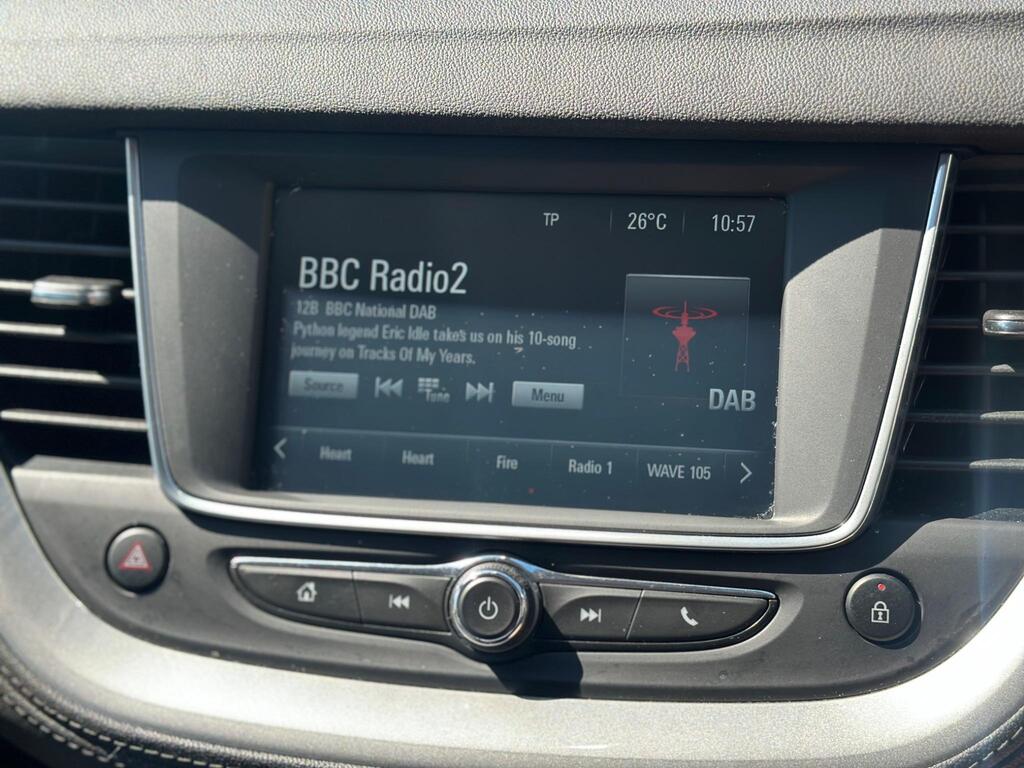 TP 26°C 10:57
BBC Radio2
12B BBC National DAB
Python legend Eric Idle takes us on his 10-song
journey on Tracks Of My Years.
Source Tune Menu
DAB
Heart Heart Fire Radio 1 WAVE 105